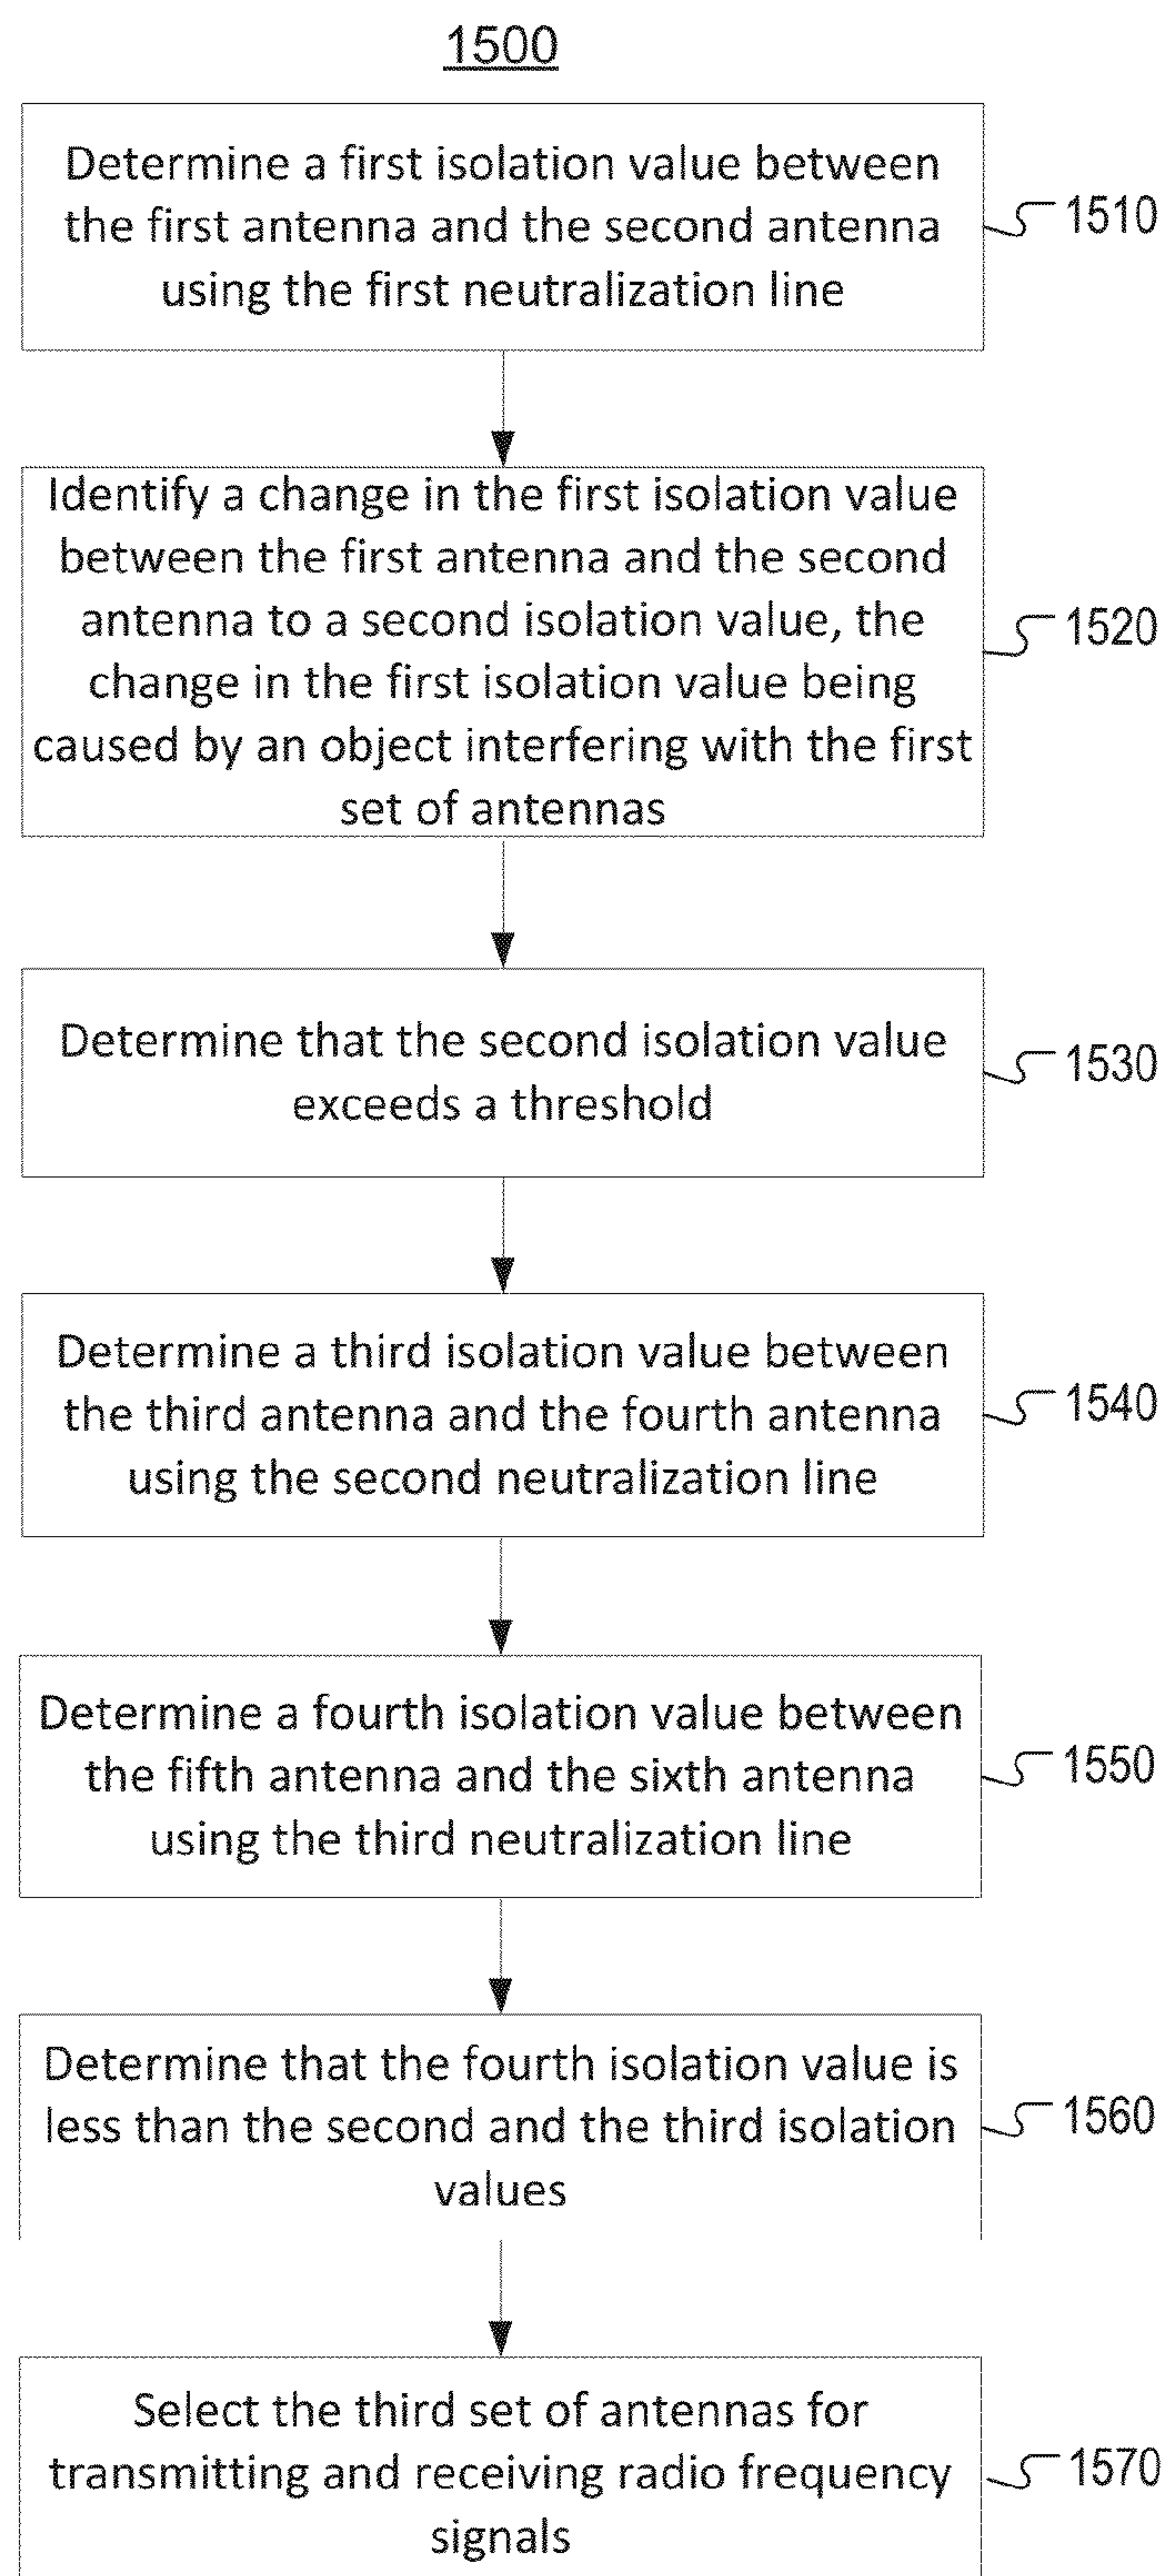 1500
Determine a first isolation value between
the first antenna and the second antenna
using the first neutralization line
1510
Identify a change in the first isolation value
between the first antenna and the second
antenna to a second isolation value, the
change in the first isolation value being
caused by an object interfering with the first
set of antennas
1520
Determine that the second isolation value
exceeds a threshold
1530
Determine a third isolation value between
the third antenna and the fourth antenna
using the second neutralization line
1540
Determine a fourth isolation value between
the fifth antenna and the sixth antenna
using the third neutralization line
1550
Determine that the fourth isolation value is
less than the second and the third isolation
values
1560
Select the third set of antennas for
transmitting and receiving radio frequency
signals
1570